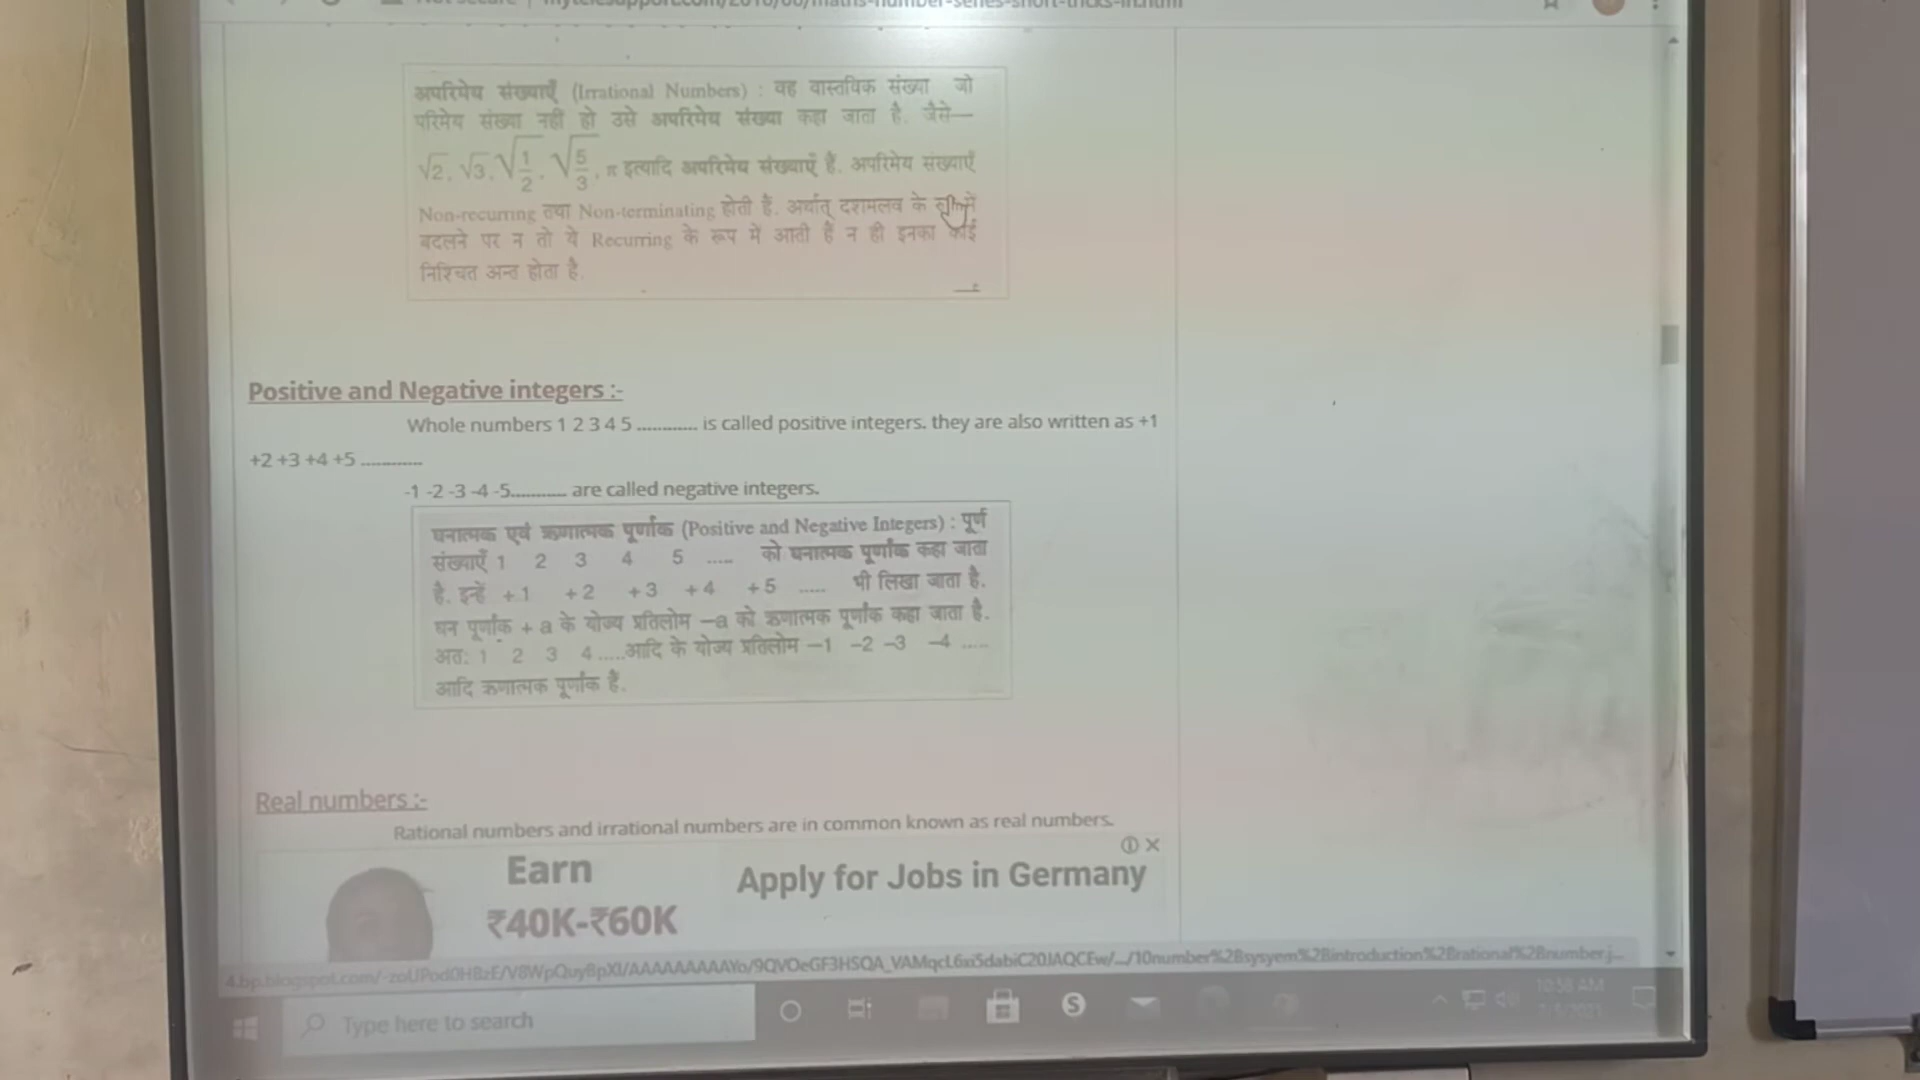 अपरिमेय संख्याएँ (Irrational Numbers) : वह वास्तविक संख्या जो
परिमेय संख्या नहीं हो उसे अपरिमेय संख्या कहा जाता है. जैसे—
√2, √3, √1/2, √5/3, π इत्यादि अपरिमेय संख्याएँ हैं. अपरिमेय संख्याएँ
Non-recurring तथा Non-terminating होती हैं. अर्थात् दशमलव के में
बदलने पर न तो ये Recurring के रूप में आती हैं न ही इनका कोई
निश्चित अन्त होता है.
Positive and Negative integers :-
Whole numbers 1 2 3 4 5 ............ is called positive integers. they are also written as +1
+2 +3 +4 +5 ............
-1 -2 -3 -4 -5........... are called negative integers.
धनात्मक एवं ऋणात्मक पूर्णांक (Positive and Negative Integers) : पूर्ण
संख्याएँ 1 2 3 4 5 ..... को धनात्मक पूर्णांक कहा जाता
है. इन्हें +1 +2 +3 +4 +5 ..... भी लिखा जाता है.
धन पूर्णांक + a के योज्य प्रतिलोम –a को ऋणात्मक पूर्णांक कहा जाता है.
अतः 1 2 3 4 .....आदि के योज्य प्रतिलोम –1 –2 –3 –4 .....
आदि ऋणात्मक पूर्णांक हैं.
Real numbers :-
Rational numbers and irrational numbers are in common known as real numbers.
Earn
₹40K-₹60K
Apply for Jobs in Germany
Type here to search
10:58 AM